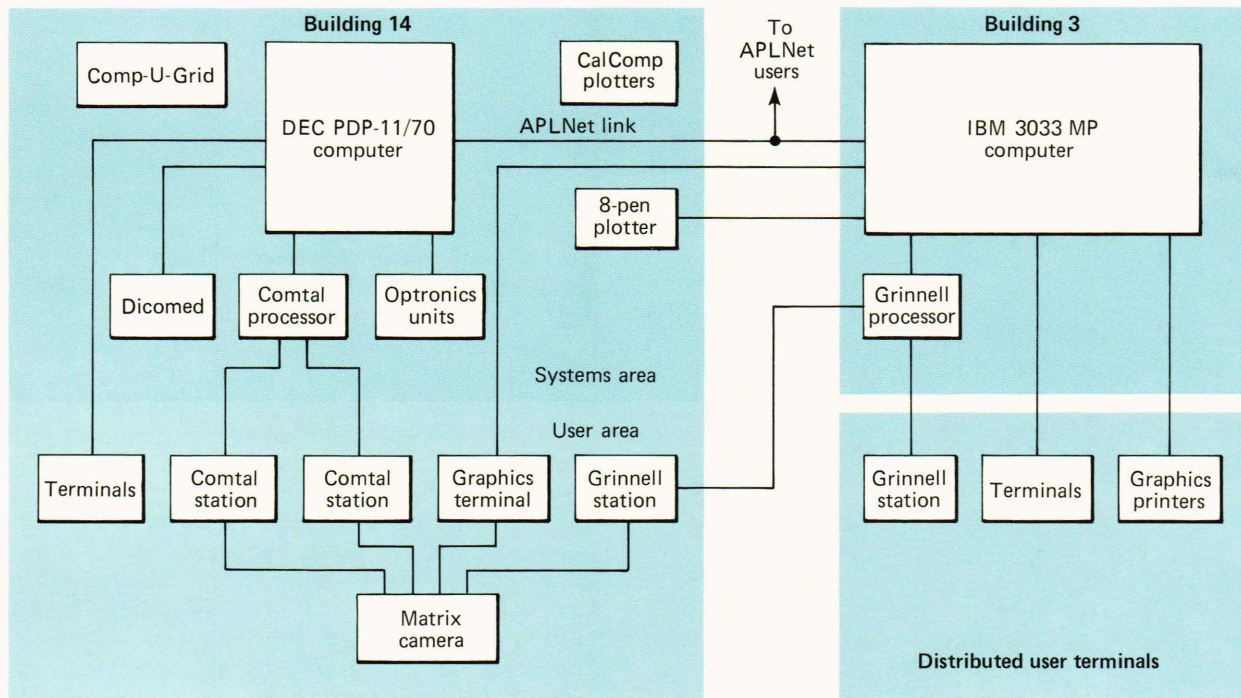 Building 14
Building 3
To
APLNet
users
Comp-U-Grid
CalComp
plotters
DEC PDP-11/70
computer
APLNet link
IBM 3033 MP
computer
8-pen
plotter
Dicomed
Comtal
processor
Optronics
units
Grinnell
processor
Systems area
User area
Terminals
Comtal
station
Comtal
station
Graphics
terminal
Grinnell
station
Grinnell
station
Terminals
Graphics
printers
Matrix
camera
Distributed user terminals